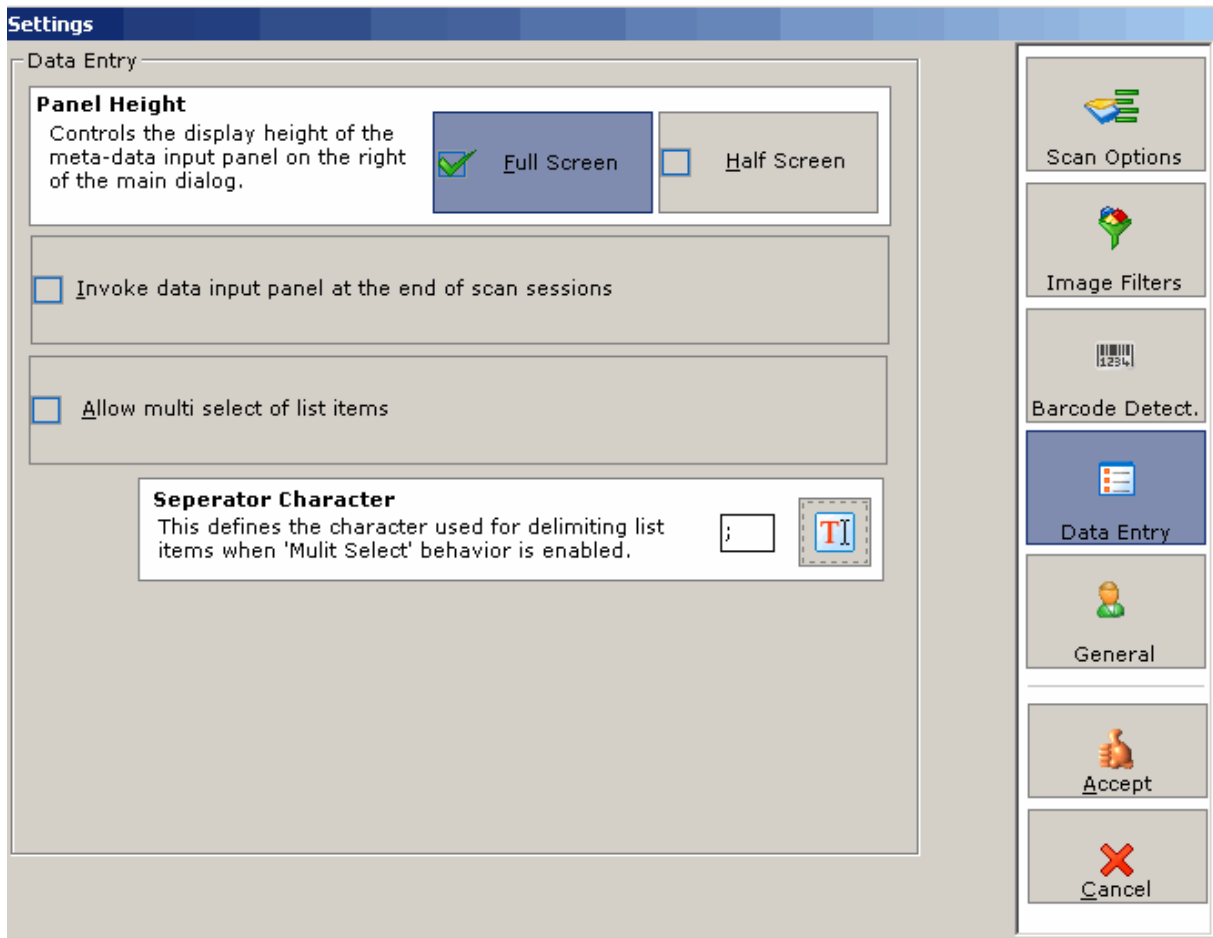 Settings
Data Entry
Panel Height
Controls the display height of the
meta-data input panel on the right
of the main dialog.
Full Screen
Half Screen
Invoke data input panel at the end of scan sessions
Allow multi select of list items
Seperator Character
This defines the character used for delimiting list
items when 'Mulit Select' behavior is enabled.
;
T
Scan Options
Image Filters
1234
Barcode Detect.
Data Entry
General
Accept
Cancel